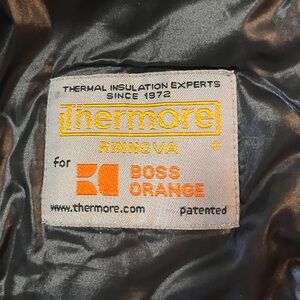 THERMAL INSULATION EXPERTS
SINCE 1972
Thermore
RINNOVA
for
BOSS
ORANGE
www.thermore.com patented